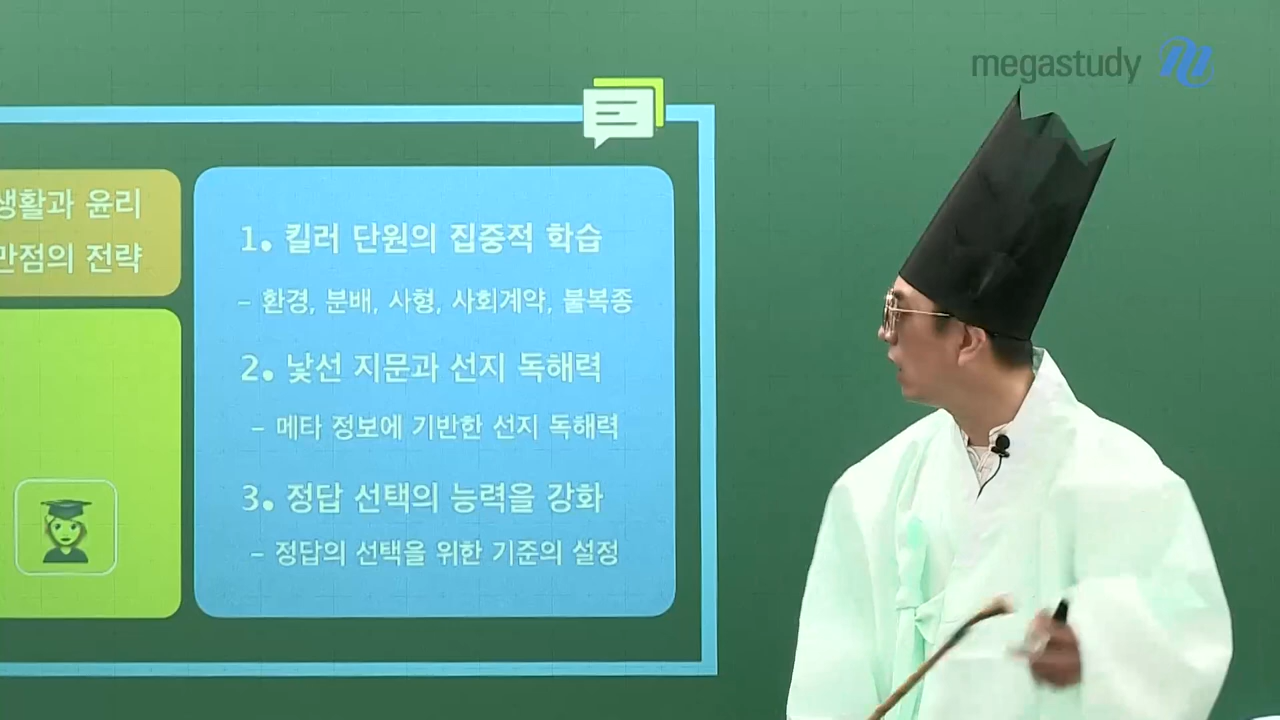 megastudy
생활과 윤리
만점의 전략
1. 킬러 단원의 집중적 학습
- 환경, 분배, 사형, 사회계약, 불복종
2. 낯선 지문과 선지 독해력
- 메타 정보에 기반한 선지 독해력
3. 정답 선택의 능력을 강화
- 정답의 선택을 위한 기준의 설정